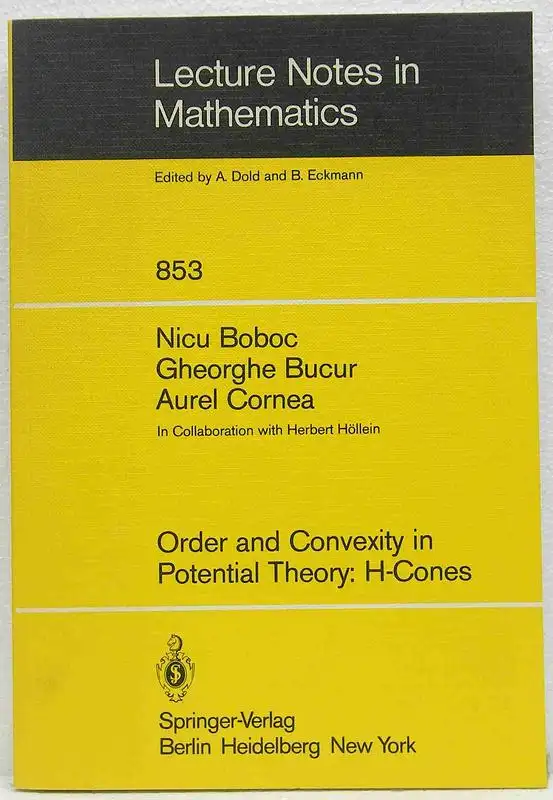 Lecture Notes in
Mathematics
Edited by A. Dold and B. Eckmann
853
Nicu Boboc
Gheorghe Bucur
Aurel Cornea
In Collaboration with Herbert Höllein
Order and Convexity in
Potential Theory: H-Cones
S
Springer-Verlag
Berlin Heidelberg New York